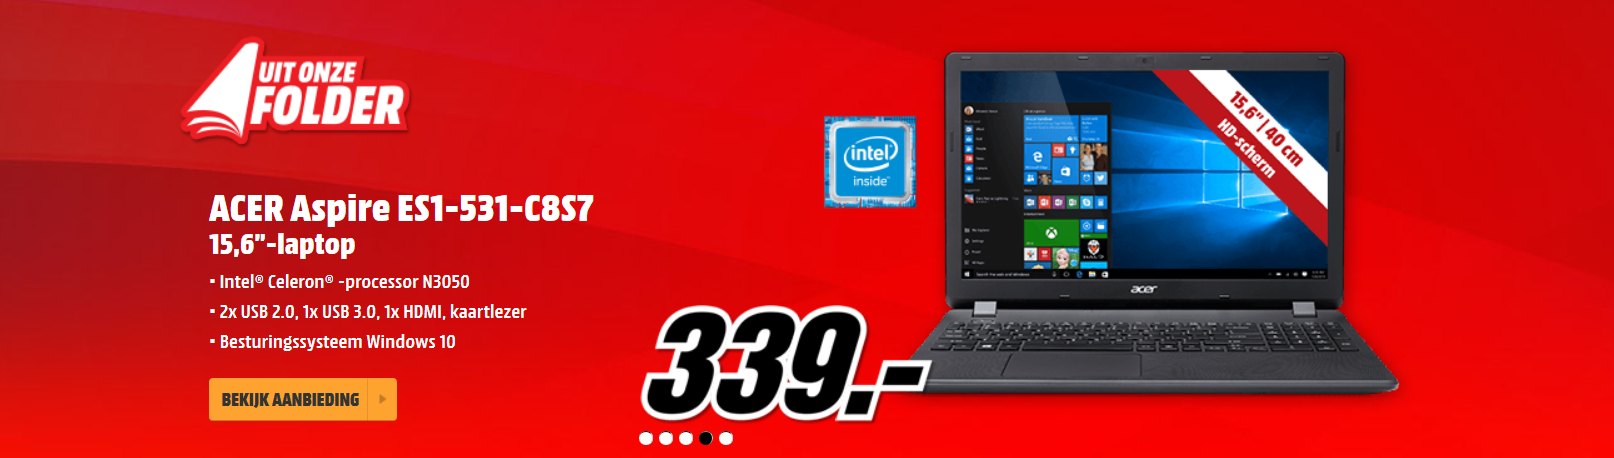 UIT ONZE
FOLDER
ACER Aspire ES1-531-C8S7
15,6"-laptop
▪ Intel® Celeron® -processor N3050
▪ 2x USB 2.0, 1x USB 3.0, 1x HDMI, kaartlezer
▪ Besturingssysteem Windows 10
BEKIJK AANBIEDING
339.-
intel
inside™
15,6" | 40 cm
HD-scherm
acer